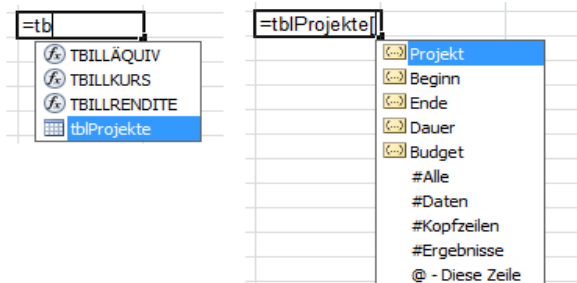 =tb
TBILLÄQUIV
TBILLKURS
TBILLRENDITE
tblProjekte
=tblProjekte[
Projekt
Beginn
Ende
Dauer
Budget
#Alle
#Daten
#Kopfzeilen
#Ergebnisse
@ - Diese Zeile